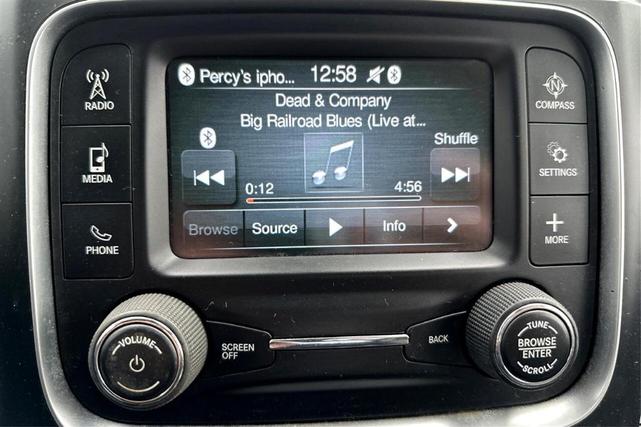 Percy's ipho... 12:58
Dead & Company
Big Railroad Blues (Live at...
Shuffle
0:12 4:56
Browse Source Info
RADIO
MEDIA
PHONE
COMPASS
SETTINGS
MORE
VOLUME
SCREEN
OFF
BACK
TUNE
BROWSE
ENTER
SCROLL